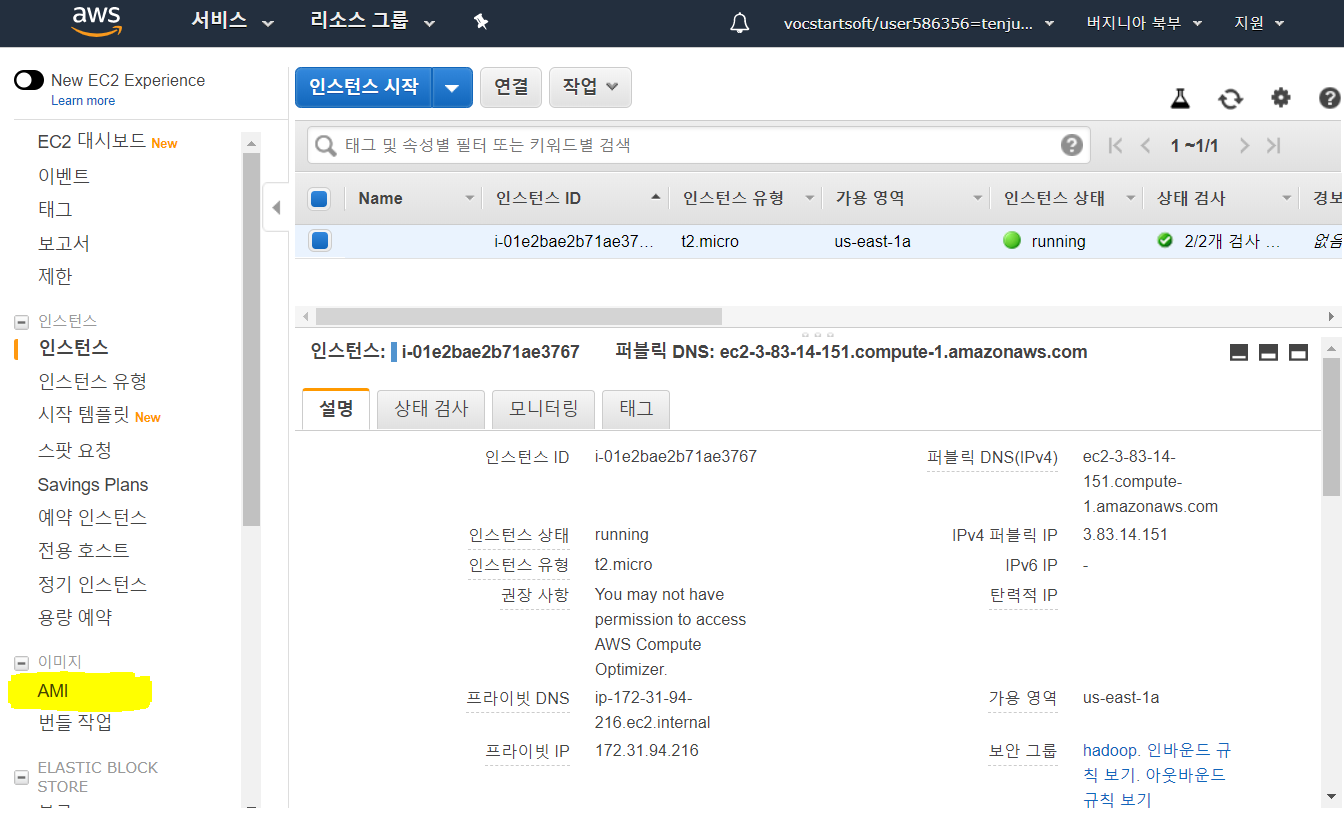 aws 서비스 리소스 그룹 vocstartsoft/user586356=tenju... 버지니아 북부 지원
New EC2 Experience
Learn more
EC2 대시보드 New
이벤트
태그
보고서
제한
인스턴스
인스턴스
인스턴스 유형
시작 템플릿 New
스팟 요청
Savings Plans
예약 인스턴스
전용 호스트
정기 인스턴스
용량 예약
이미지
AMI
번들 작업
ELASTIC BLOCK
STORE
인스턴스 시작 연결 작업
태그 및 속성별 필터 또는 키워드별 검색 1 ~1/1
Name 인스턴스 ID 인스턴스 유형 가용 영역 인스턴스 상태 상태 검사 경보
i-01e2bae2b71ae37... t2.micro us-east-1a running 2/2개 검사 ... 없음
인스턴스: i-01e2bae2b71ae3767 퍼블릭 DNS: ec2-3-83-14-151.compute-1.amazonaws.com
설명 상태 검사 모니터링 태그
인스턴스 ID i-01e2bae2b71ae3767
퍼블릭 DNS(IPv4) ec2-3-83-14-
151.compute-
1.amazonaws.com
인스턴스 상태 running
IPv4 퍼블릭 IP 3.83.14.151
인스턴스 유형 t2.micro
IPv6 IP -
권장 사항 You may not have
permission to access
AWS Compute
Optimizer.
탄력적 IP
프라이빗 DNS ip-172-31-94-
216.ec2.internal
가용 영역 us-east-1a
프라이빗 IP 172.31.94.216
보안 그룹 hadoop. 인바운드 규
칙 보기. 아웃바운드
규칙 보기